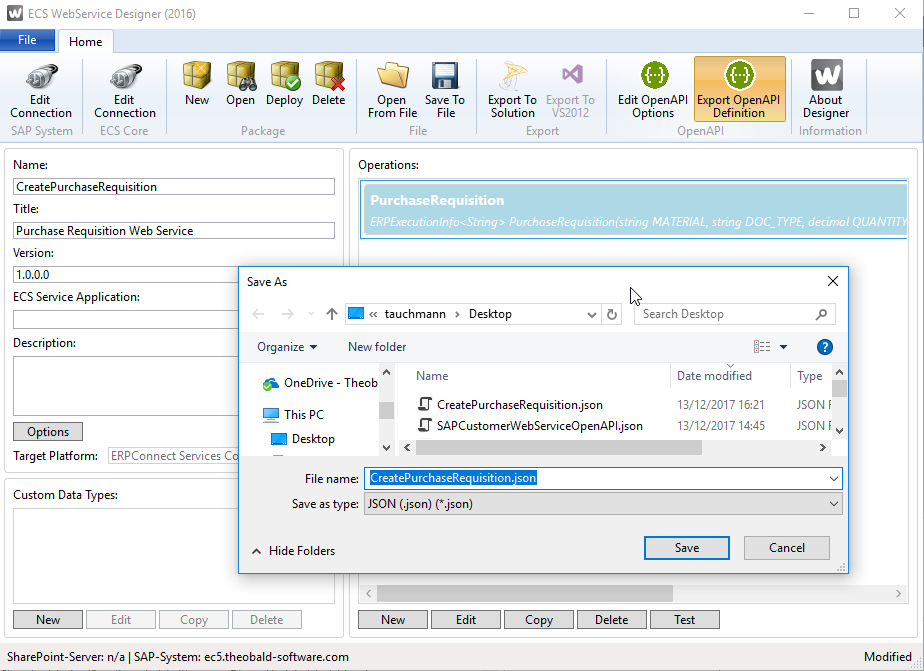 ECS WebService Designer (2016)
File
Home
Edit Connection
Edit Connection
New
Open
Deploy
Delete
Open From File
Save To File
Export To Solution
Export To VS2012
Edit OpenAPI Options
Export OpenAPI Definition
About Designer
SAP System
ECS Core
Package
File
Export
OpenAPI
Information
Name:
CreatePurchaseRequisition
Title:
Purchase Requisition Web Service
Version:
1.0.0.0
ECS Service Application:
Description:
Options
Target Platform:
ERPConnect Services Co
Custom Data Types:
New
Edit
Copy
Delete
Operations:
PurchaseRequisition
ERPExecutionInfo<String> PurchaseRequisition(string MATERIAL, string DOC_TYPE, decimal QUANTITY
Save As
« tauchmann › Desktop
Search Desktop
Organize
New folder
OneDrive - Theob
This PC
Desktop
Name
Date modified
Type
CreatePurchaseRequisition.json
13/12/2017 16:21
JSON F
SAPCustomerWebServiceOpenAPI.json
13/12/2017 14:45
JSON F
File name:
CreatePurchaseRequisition.json
Save as type:
JSON (.json) (*.json)
Hide Folders
Save
Cancel
New
Edit
Copy
Delete
Test
SharePoint-Server: n/a | SAP-System: ec5.theobald-software.com
Modified